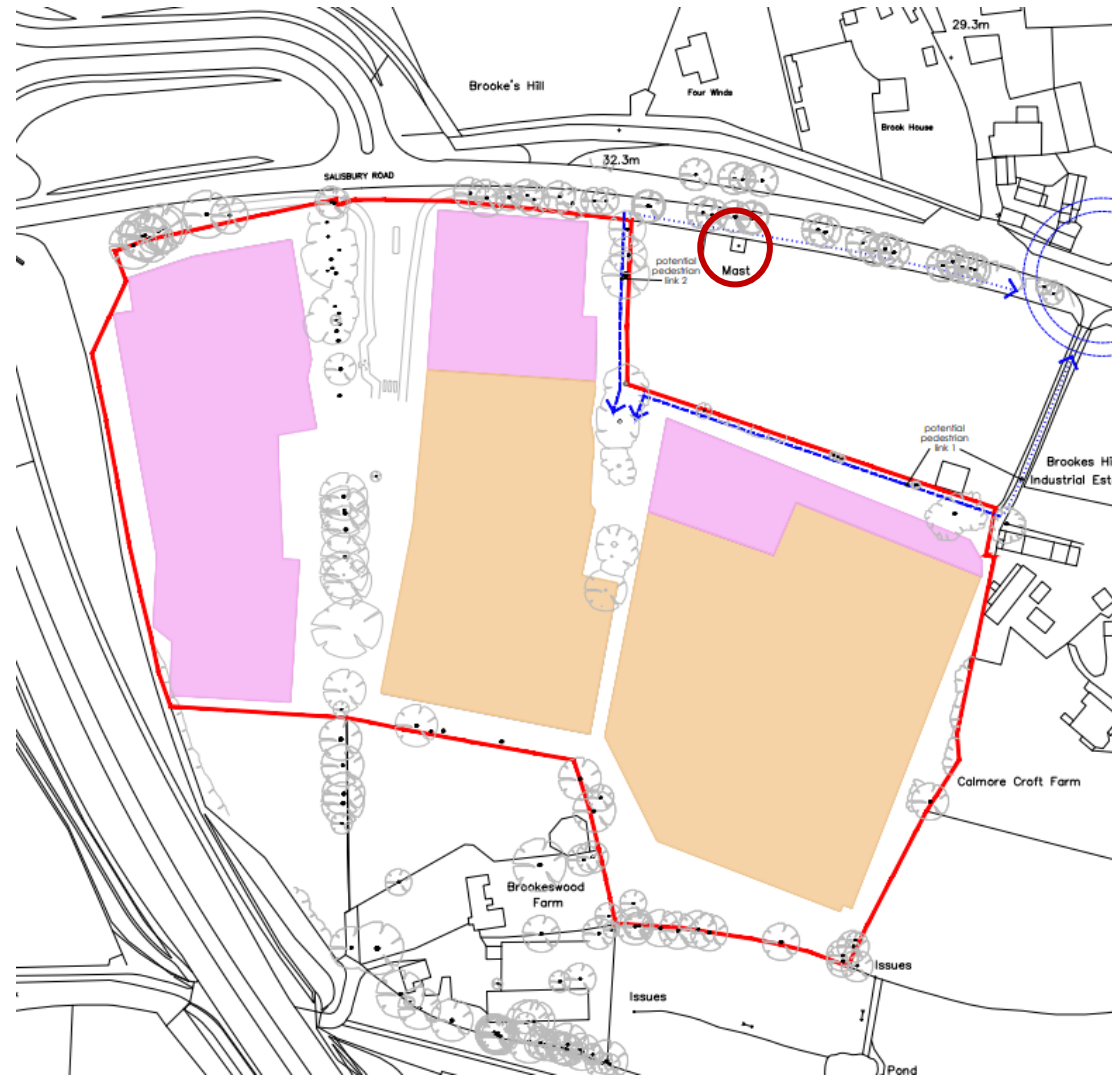 29.3m
Brooke's Hill
Four Winds
Brook House
32.3m
SALISBURY ROAD
potential
pedestrian
link 2
Mast
potential
pedestrian
link 1
Brookes Hi
Industrial Est
Calmore Croft Farm
Brookeswood
Farm
Issues
Issues
Pond